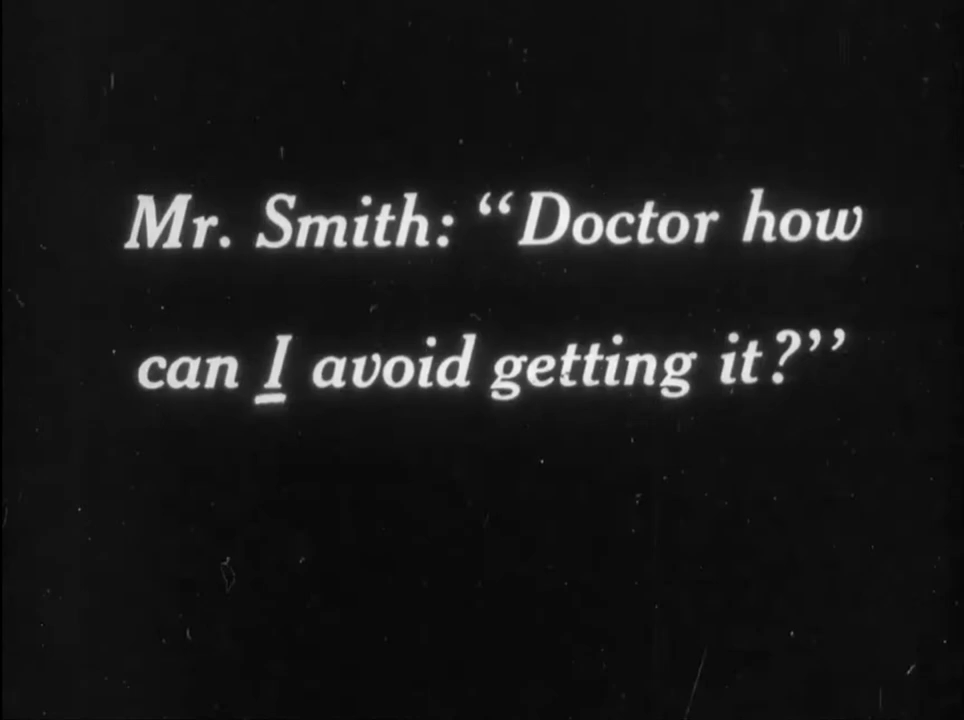 Mr. Smith: “Doctor how
can I avoid getting it?”